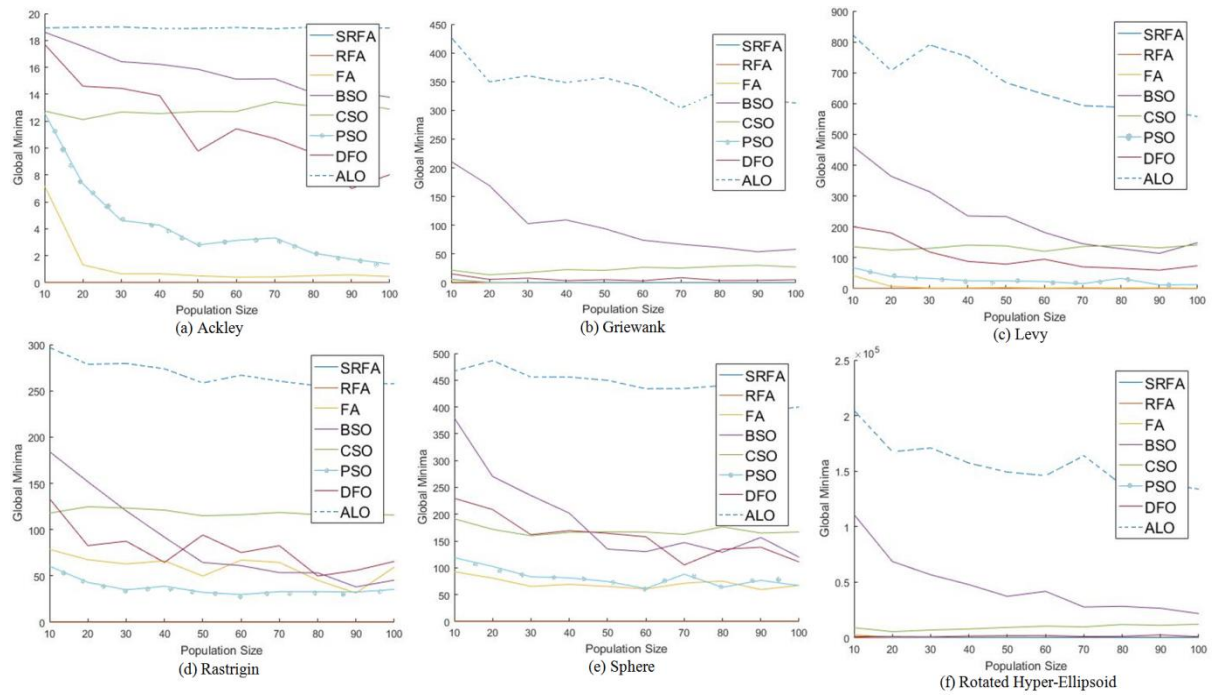 20
18
16
14
12
10
8
6
4
2
0
Global Minima
SRFA
RFA
FA
BSO
CSO
PSO
DFO
ALO
10 20 30 40 50 60 70 80 90 100
Population Size
(a) Ackley
450
400
350
300
250
200
150
100
50
0
Global Minima
SRFA
RFA
FA
BSO
CSO
PSO
DFO
ALO
10 20 30 40 50 60 70 80 90 100
Population Size
(b) Griewank
900
800
700
600
500
400
300
200
100
0
Global Minima
SRFA
RFA
FA
BSO
CSO
PSO
DFO
ALO
10 20 30 40 50 60 70 80 90 100
Population Size
(c) Levy
300
250
200
150
100
50
0
Global Minima
SRFA
RFA
FA
BSO
CSO
PSO
DFO
ALO
10 20 30 40 50 60 70 80 90 100
Population Size
(d) Rastrigin
500
450
400
350
300
250
200
150
100
50
0
Global Minima
SRFA
RFA
FA
BSO
CSO
PSO
DFO
ALO
10 20 30 40 50 60 70 80 90 100
Population Size
(e) Sphere
× 10^5
2.5
2
1.5
1
0.5
0
Global Minima
SRFA
RFA
FA
BSO
CSO
PSO
DFO
ALO
10 20 30 40 50 60 70 80 90 100
Population Size
(f) Rotated Hyper-Ellipsoid